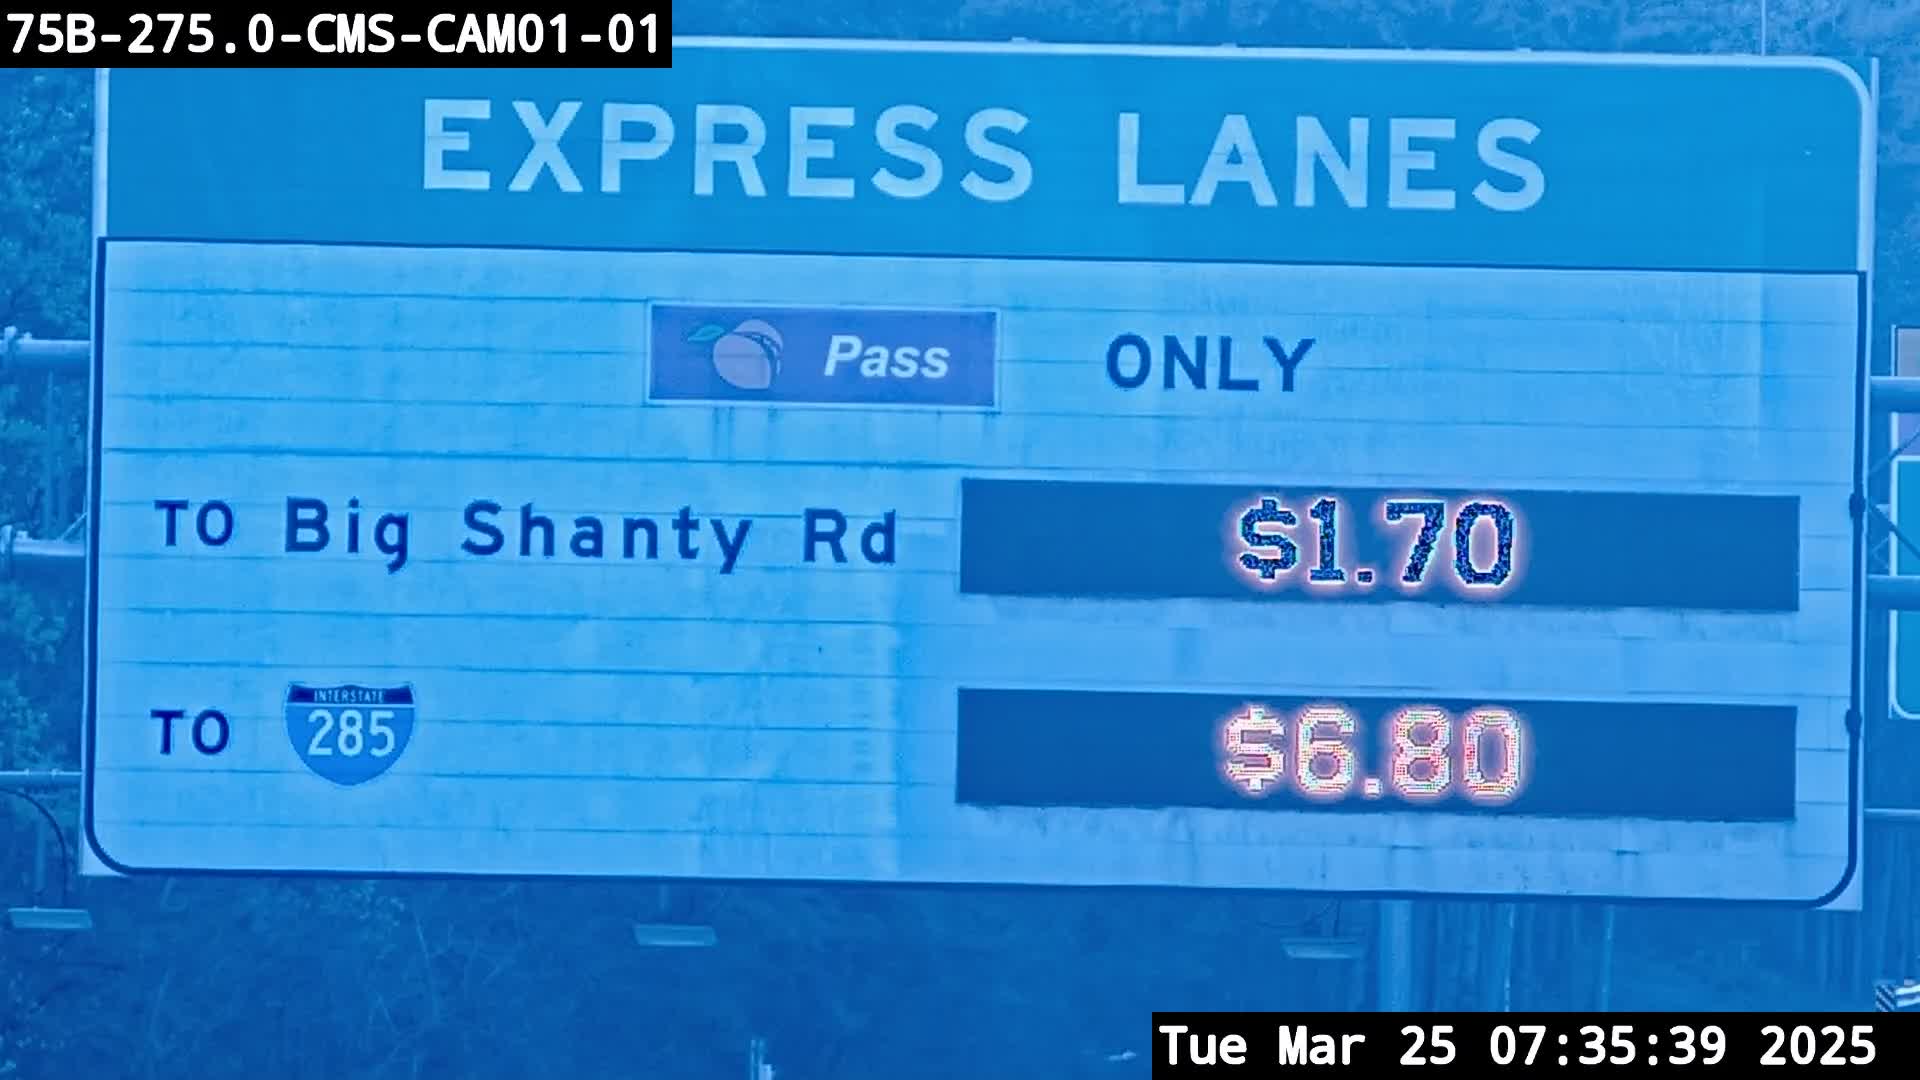 75B-275.0-CMS-CAM01-01
EXPRESS LANES
Pass ONLY
TO Big Shanty Rd $1.70
TO INTERSTATE 285 $6.80
Tue Mar 25 07:35:39 2025